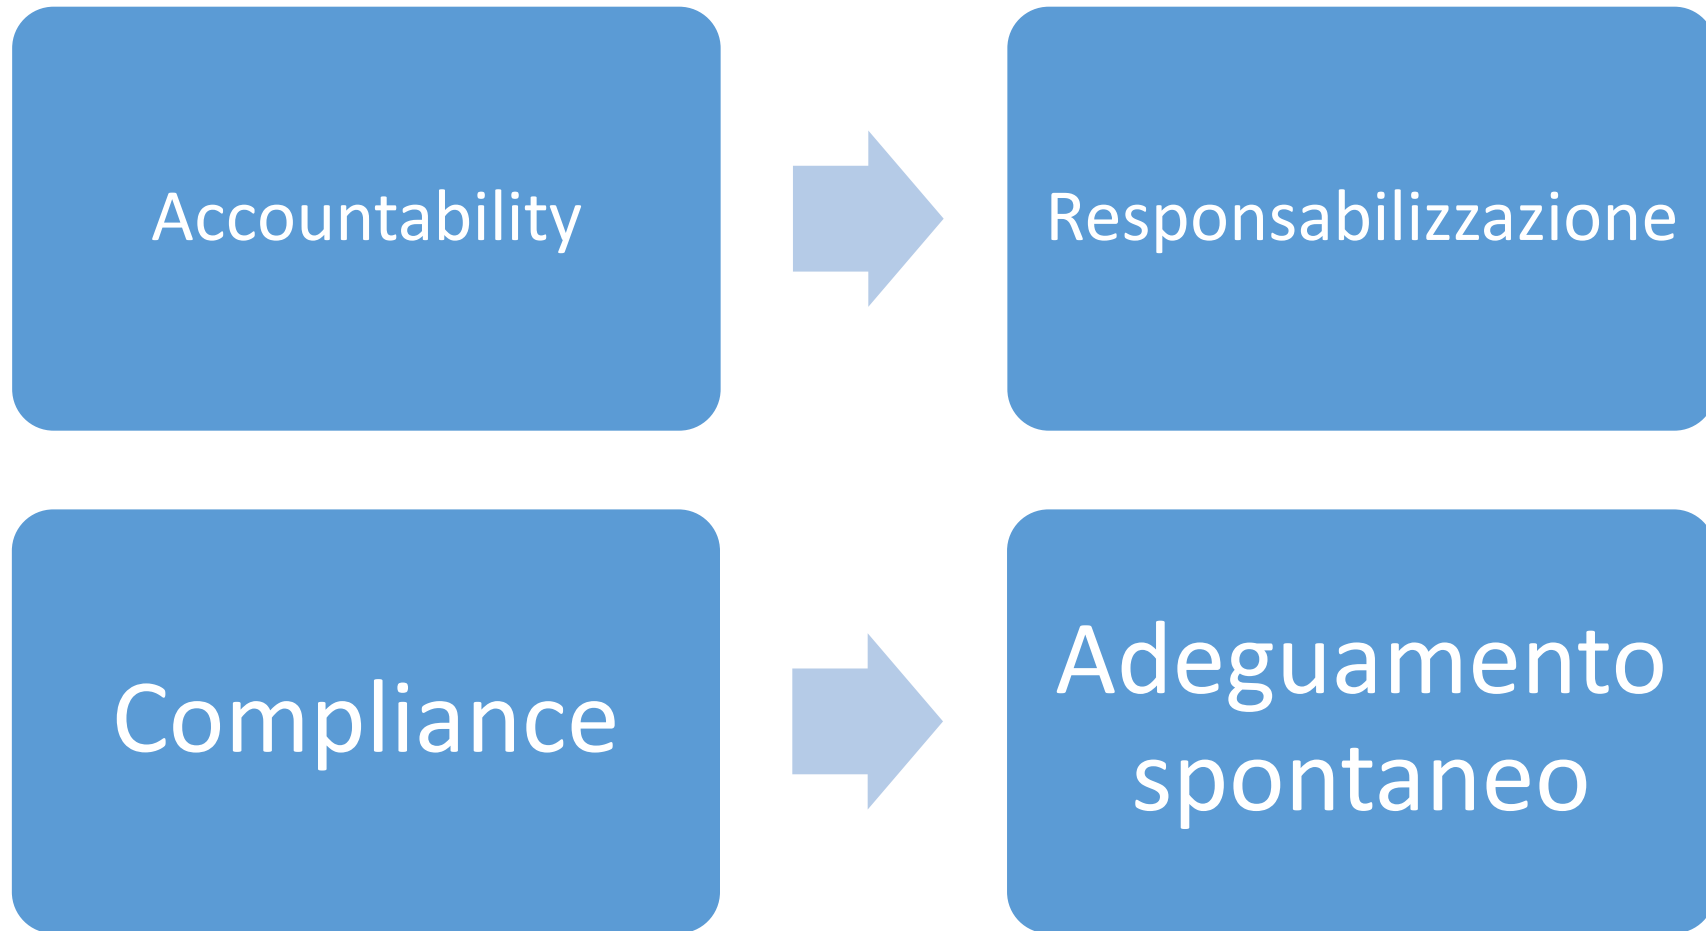 Accountability
Responsabilizzazione
Compliance
Adeguamento
spontaneo